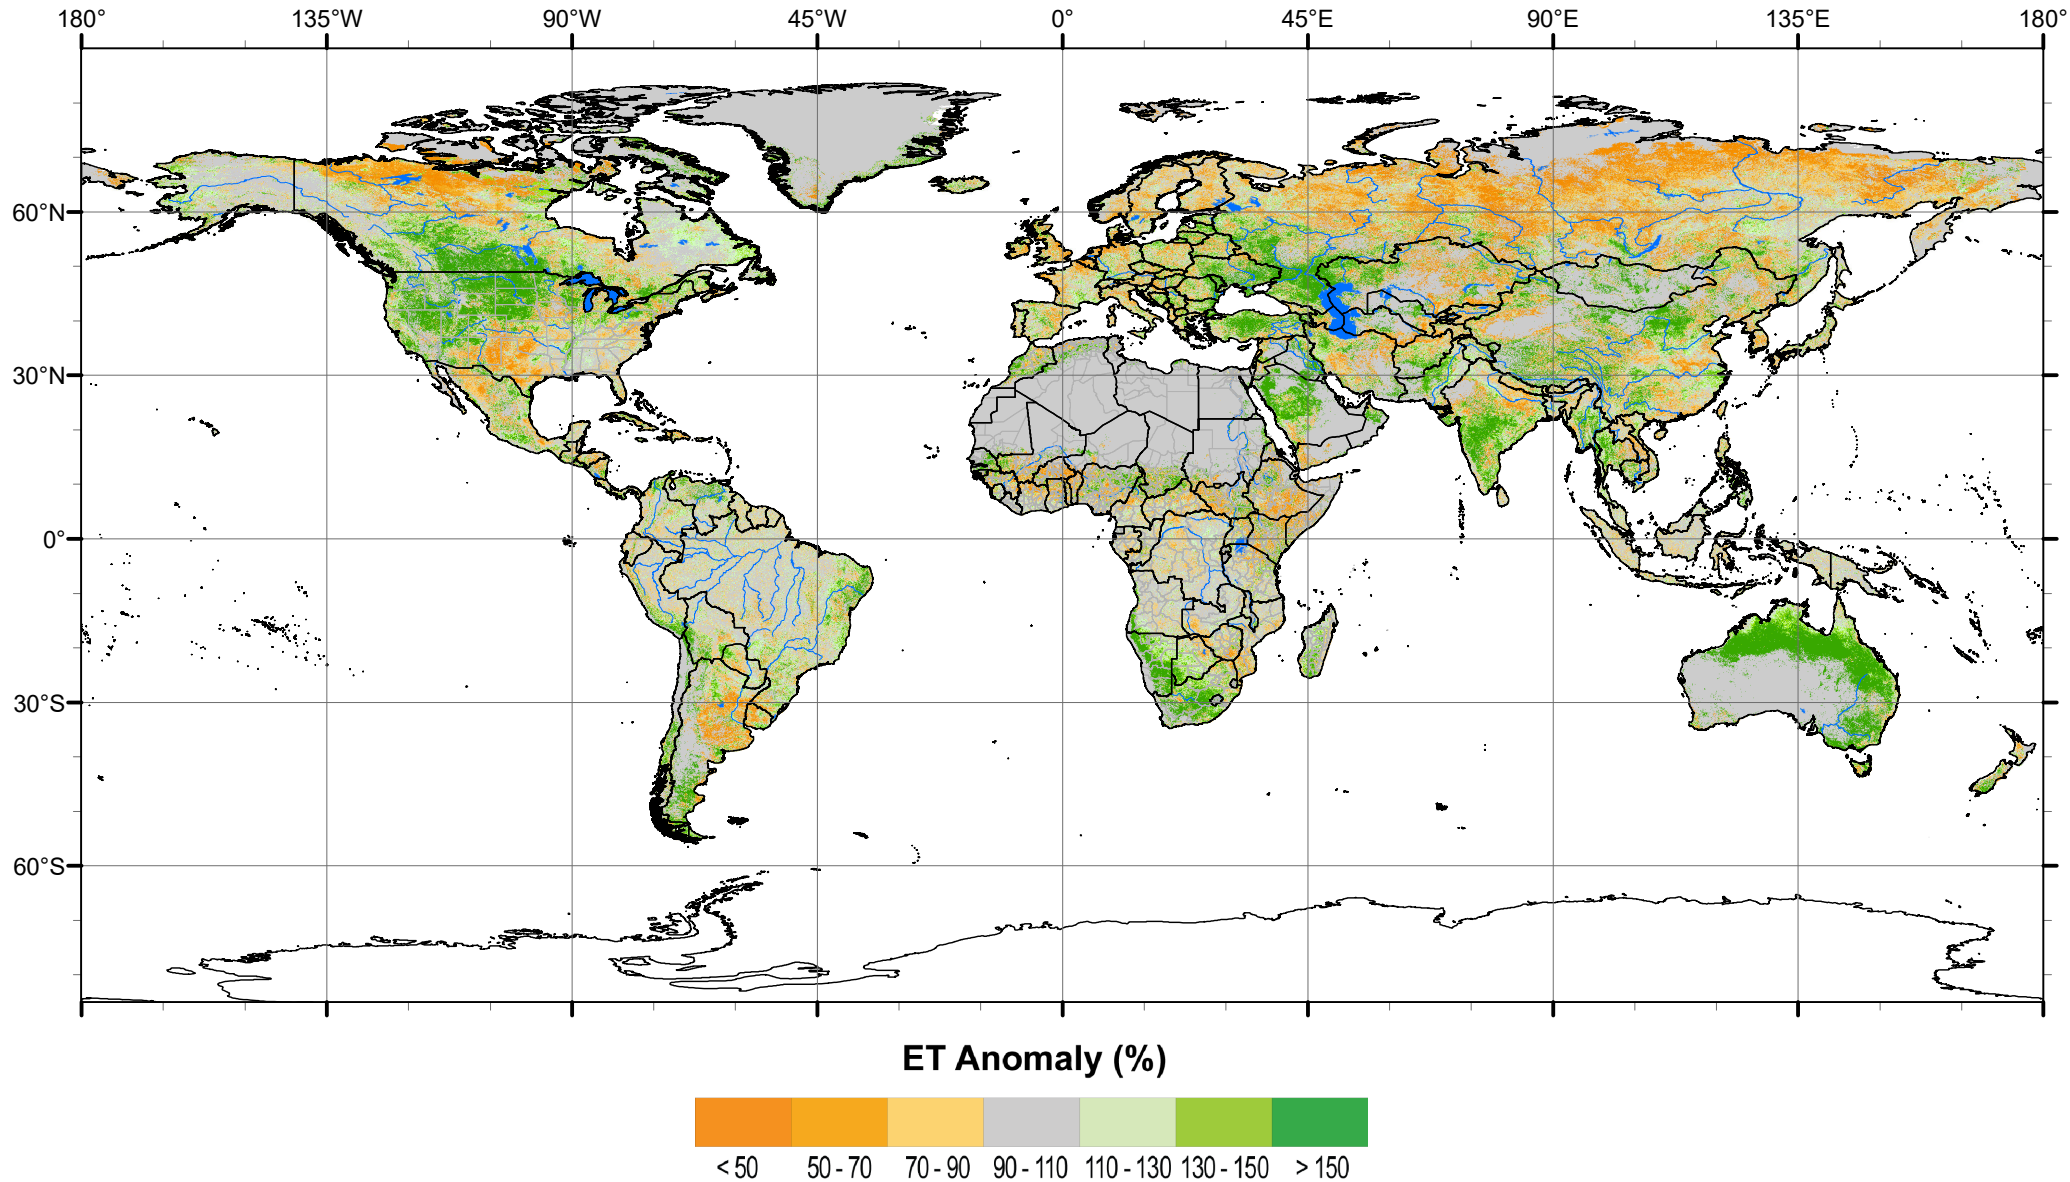 180° 135°W 90°W 45°W 0° 45°E 90°E 135°E 180°
60°N
30°N
0°
30°S
60°S
ET Anomaly (%)
< 50 50 - 70 70 - 90 90 - 110 110 - 130 130 - 150 > 150